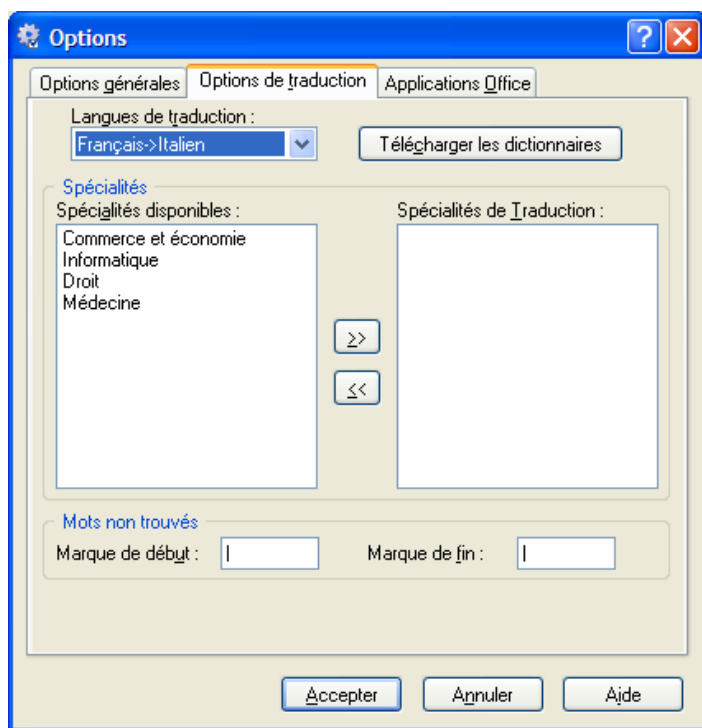 Options
Options générales Options de traduction Applications Office
Langues de traduction :
Français->Italien Télécharger les dictionnaires
Spécialités
Spécialités disponibles : Spécialités de Traduction :
Commerce et économie
Informatique
Droit
Médecine
>>
<<
Mots non trouvés
Marque de début : | Marque de fin : |
Accepter Annuler Aide